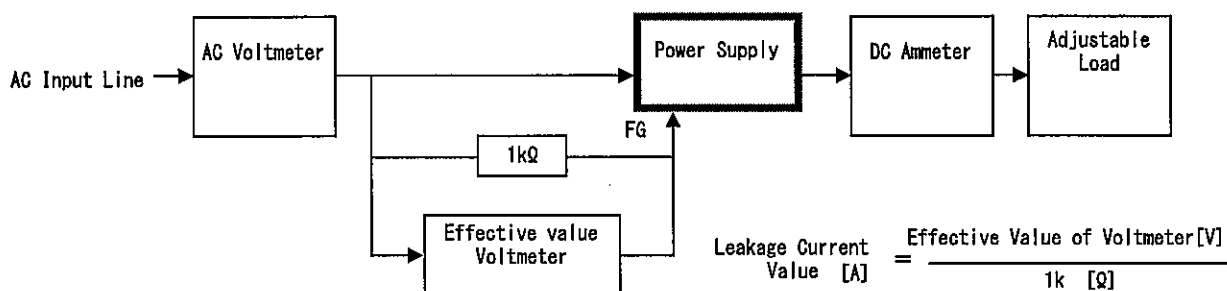 AC Input Line
AC Voltmeter
Power Supply
DC Ammeter
Adjustable
Load
FG
1kΩ
Effective value
Voltmeter
Leakage Current
Value [A]
=
Effective Value of Voltmeter[V]
1k [Ω]